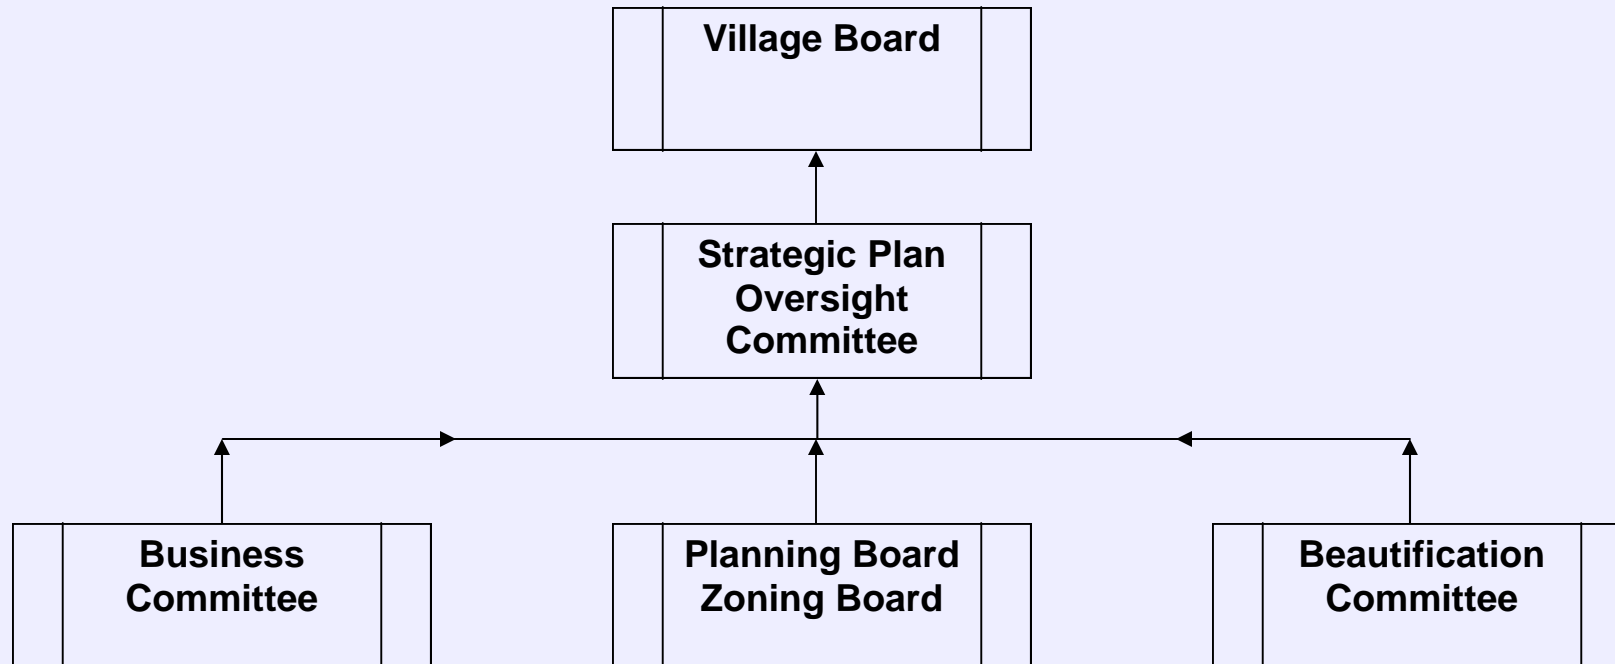 Village Board
Strategic Plan
Oversight
Committee
Business
Committee
Planning Board
Zoning Board
Beautification
Committee